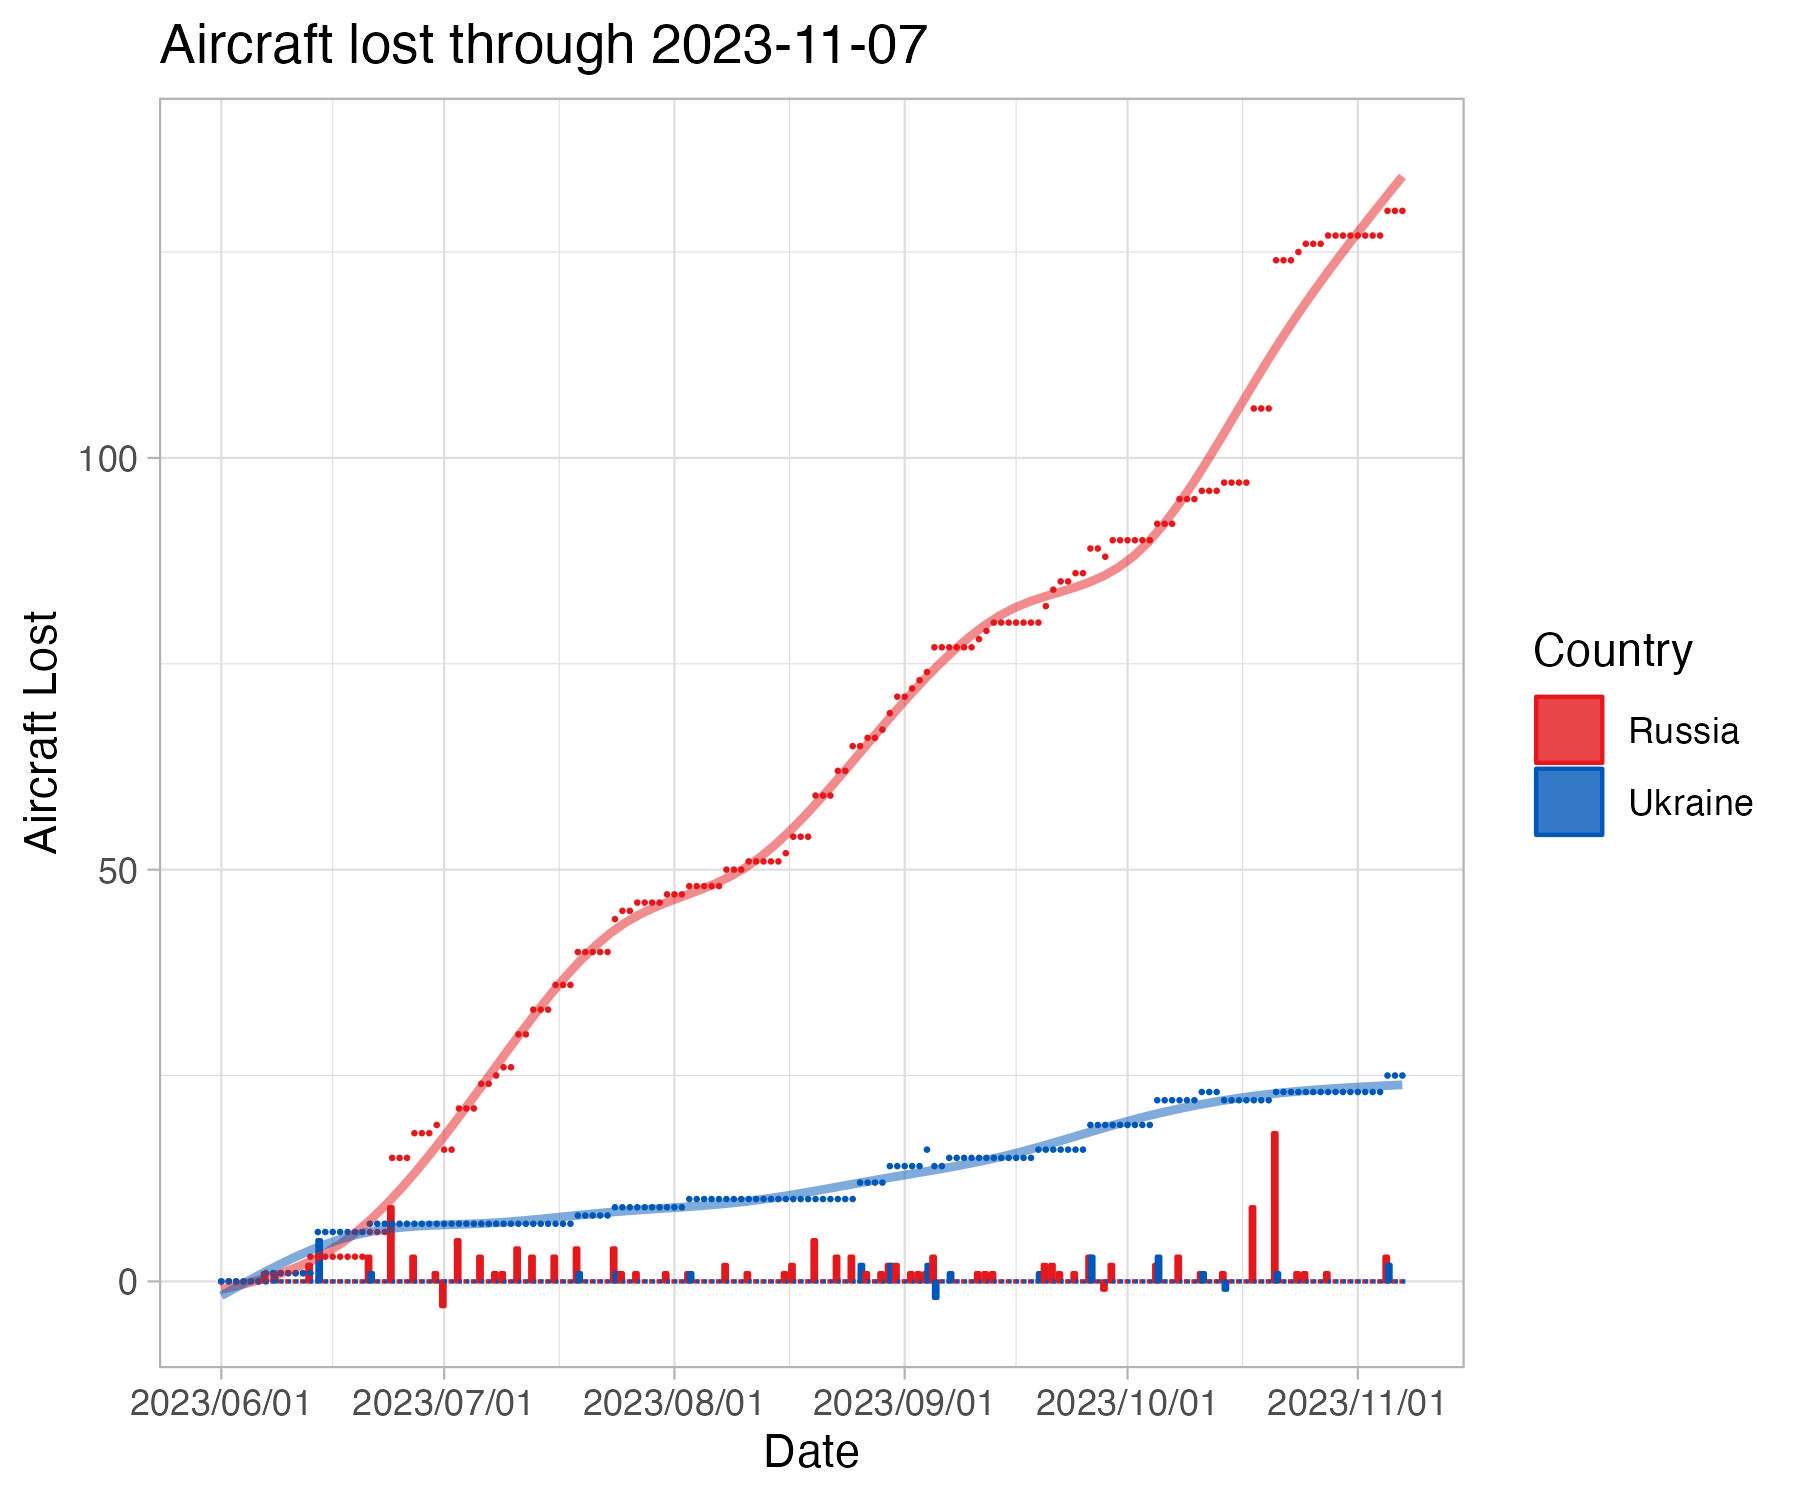 Aircraft lost through 2023-11-07
Aircraft Lost
100
50
0
2023/06/01 2023/07/01 2023/08/01 2023/09/01 2023/10/01 2023/11/01
Date
Country
Russia
Ukraine